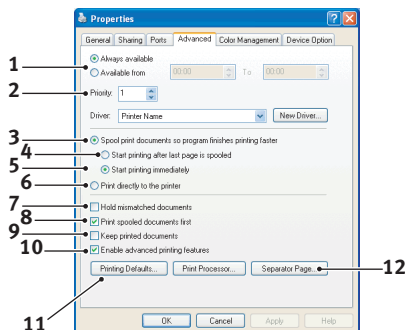 Properties
General Sharing Ports Advanced Color Management Device Option
1 Always available
Available from 00:00 To 00:00
2 Priority: 1
Driver: Printer Name New Driver...
3 Spool print documents so program finishes printing faster
4 Start printing after last page is spooled
5 Start printing immediately
6 Print directly to the printer
7 Hold mismatched documents
8 Print spooled documents first
9 Keep printed documents
10 Enable advanced printing features
Printing Defaults... Print Processor... Separator Page... 12
11
OK Cancel Apply Help